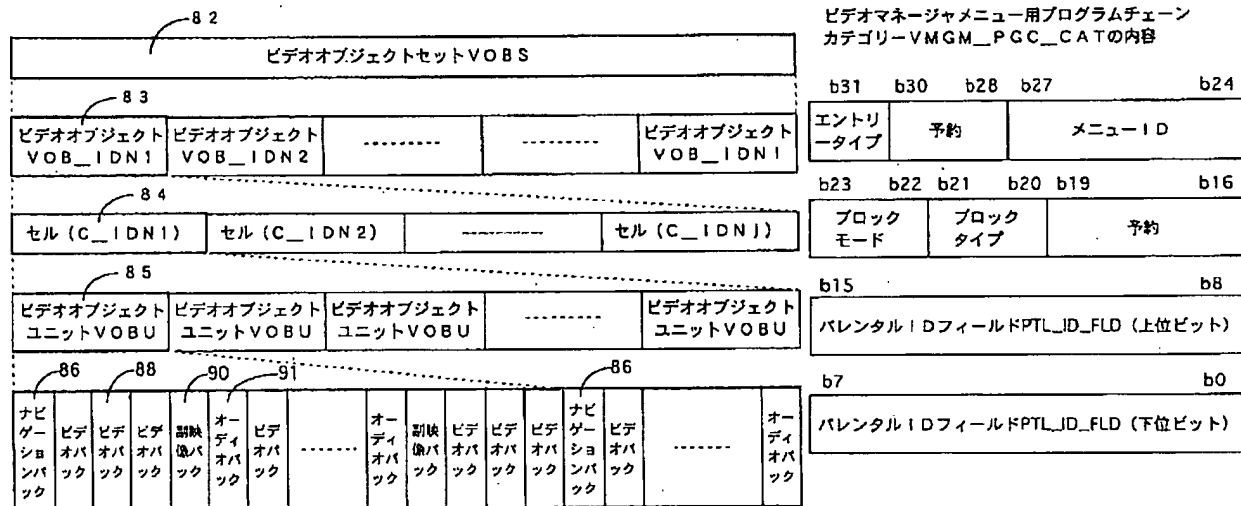 82
ビデオオブジェクトセットVOBS
83
ビデオオブジェクト
VOB__IDN1
ビデオオブジェクト
VOB__IDN2
ビデオオブジェクト
VOB__IDNI
84
セル (C__IDN1)
セル (C__IDN2)
セル (C__IDNJ)
85
ビデオオブジェクト
ユニットVOBU
ビデオオブジェクト
ユニットVOBU
ビデオオブジェクト
ユニットVOBU
ビデオオブジェクト
ユニットVOBU
86
88
90
91
86
ナビゲーションパック
ビデオパック
ビデオパック
ビデオパック
副映像パック
オーディオパック
ビデオパック
オーディオパック
副映像パック
ビデオパック
ビデオパック
ビデオパック
ナビゲーションパック
ビデオパック
オーディオパック
ビデオマネージャメニュー用プログラムチェーン
カテゴリーVMGM__PGC__CATの内容
b31 b30 b28 b27 b24
エントリ
ータイプ
予約
メニューID
b23 b22 b21 b20 b19 b16
ブロック
モード
ブロック
タイプ
予約
b15 b8
パレンタルIDフィールドPTL_ID_FLD (上位ビット)
b7 b0
パレンタルIDフィールドPTL_ID_FLD (下位ビット)